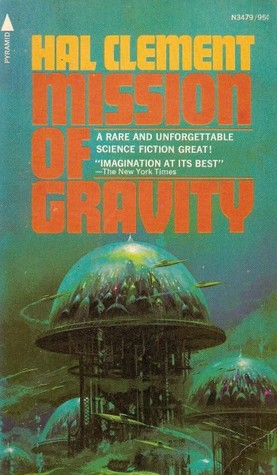 N3479/95¢
PYRAMID
HAL CLEMENT
MISSION
OF
GRAVITY
A RARE AND UNFORGETTABLE
SCIENCE FICTION GREAT!
"IMAGINATION AT ITS BEST"
—The New York Times